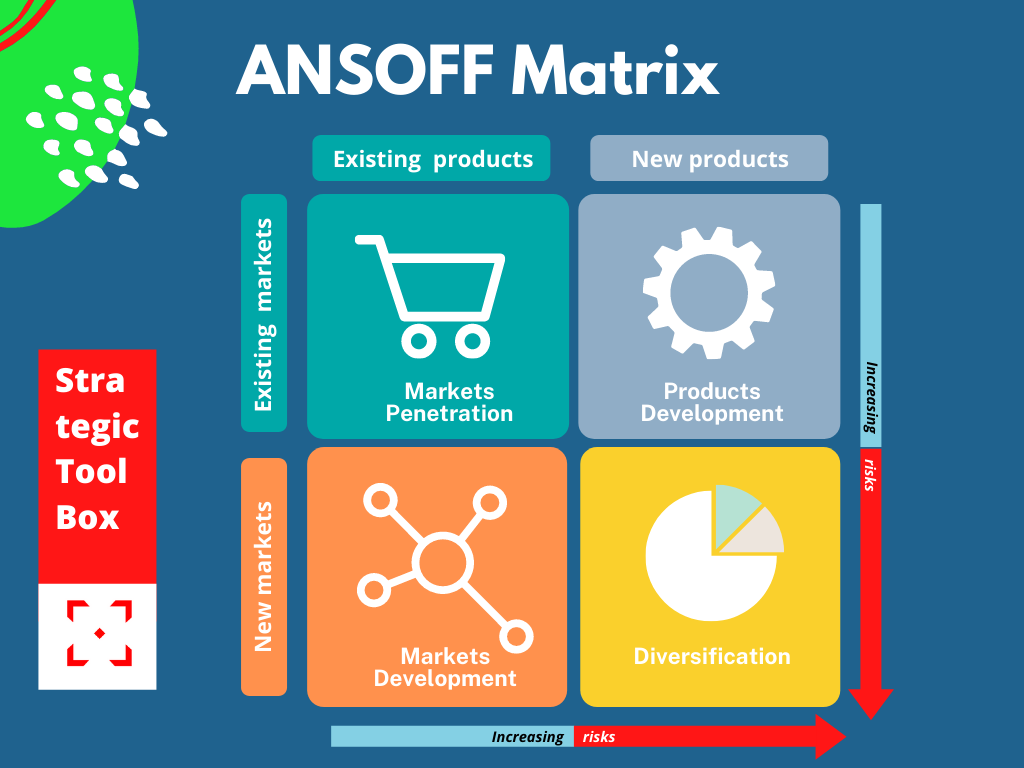 ANSOFF Matrix
Existing products
New products
Existing markets
Markets
Penetration
Products
Development
Increasing risks
Stra
tegic
Tool
Box
New markets
Markets
Development
Diversification
Increasing risks